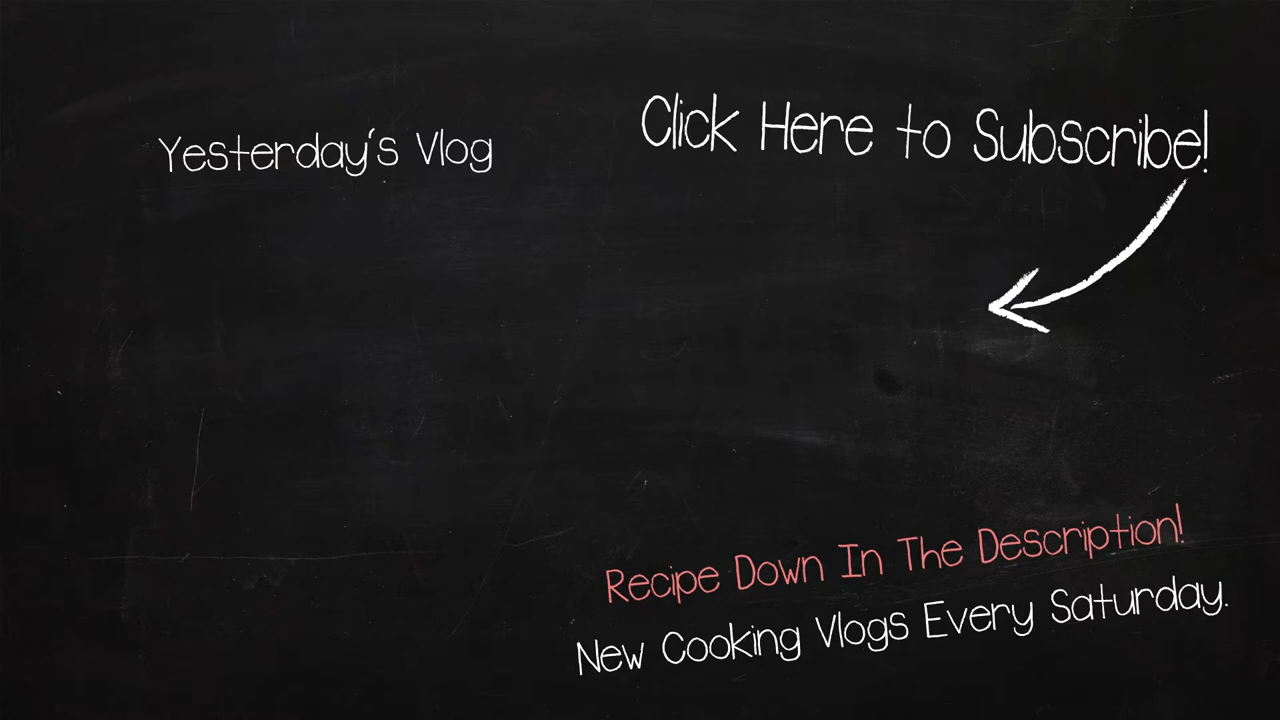 Yesterday's Vlog
Click Here to Subscribe!
Recipe Down In The Description!
New Cooking Vlogs Every Saturday.